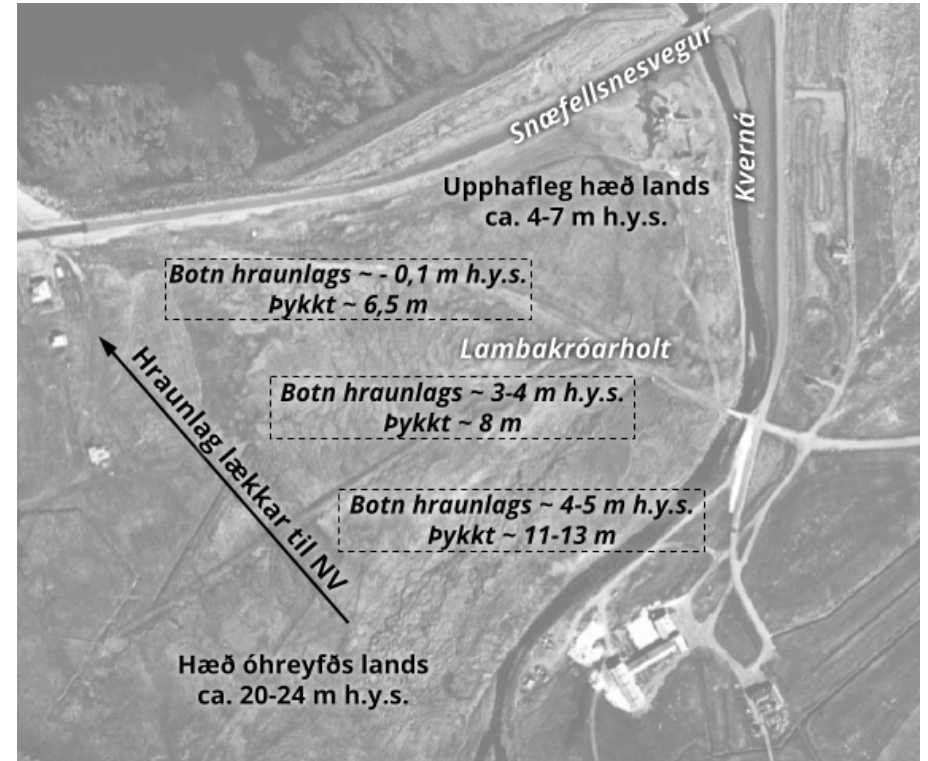 Snæfellsnesvegur
Kverná
Upphafleg hæð lands
ca. 4-7 m h.y.s.
Botn hraunlags ~ - 0,1 m h.y.s.
Þykkt ~ 6,5 m
Lambakróarholt
Botn hraunlags ~ 3-4 m h.y.s.
Þykkt ~ 8 m
Hraunlag lækkar til NV
Botn hraunlags ~ 4-5 m h.y.s.
Þykkt ~ 11-13 m
Hæð óhreyfðs lands
ca. 20-24 m h.y.s.